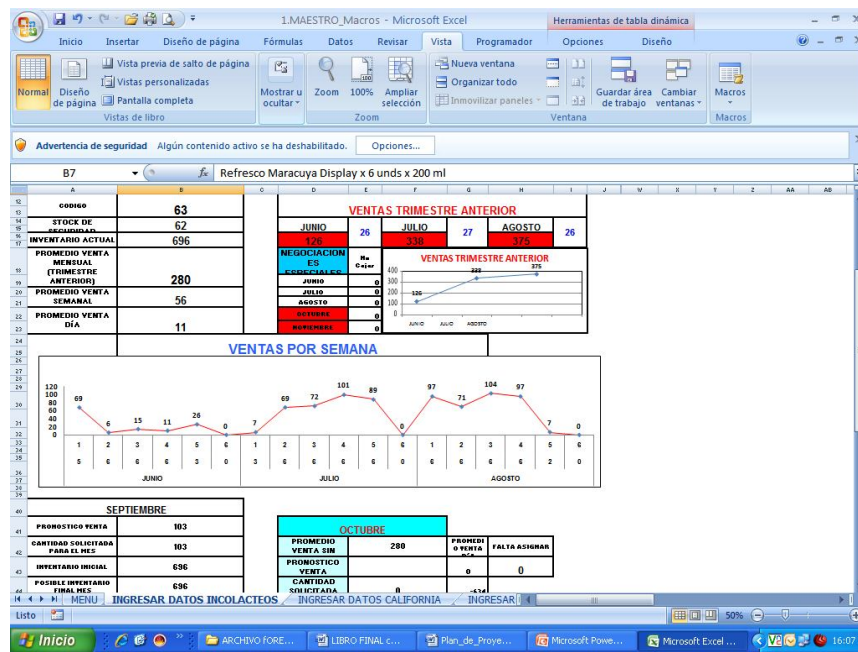 1.MAESTRO_Macros - Microsoft Excel
Herramientas de tabla dinámica
Inicio Insertar Diseño de página Fórmulas Datos Revisar Vista Programador Opciones Diseño
Normal
Diseño de página
Vista previa de salto de página
Vistas personalizadas
Pantalla completa
Vistas de libro
Mostrar u ocultar
Zoom
100%
Ampliar selección
Zoom
Nueva ventana
Organizar todo
Inmovilizar paneles
Guardar área de trabajo
Cambiar ventanas
Ventana
Macros
Macros
Advertencia de seguridad Algún contenido activo se ha deshabilitado. Opciones...
B7 fx Refresco Maracuya Display x 6 unds x 200 ml
A B C D E F G H I J V X Y Z AA AB
CODIGO 63
STOCK DE SEGURIDAD 62
INVENTARIO ACTUAL 696
PROMEDIO VENTA MENSUAL (TRIMESTRE ANTERIOR) 280
PROMEDIO VENTA SEMANAL 56
PROMEDIO VENTA DÍA 11
VENTAS TRIMESTRE ANTERIOR
JUNIO 26 JULIO 27 AGOSTO 26
126 338 375
NEGOCIACIONES ESPECIALES
JUNIO 0
JULIO 0
AGOSTO 0
OCTUBRE 0
NOVIEMBRE 0
VENTAS TRIMESTRE ANTERIOR
400
300
200
100
0
126 338 375
JUNIO JULIO AGOSTO
VENTAS POR SEMANA
120
100
80
60
40
20
0
69 6 15 11 26 0 7 69 72 101 89 0 97 71 104 97 7 0
1 2 3 4 5 6 1 2 3 4 5 6 1 2 3 4 5 6
5 6 6 6 3 0 3 6 6 6 6 0 6 6 6 6 2 0
JUNIO JULIO AGOSTO
SEPTIEMBRE
PRONOSTICO VENTA 103
CANTIDAD SOLICITADA PARA EL MES 103
INVENTARIO INICIAL 696
POSIBLE INVENTARIO FINAL MES 696
OCTUBRE
PROMEDIO VENTA SIN 280 PROMEDIO VENTA FALTA ASIGNAR
PRONOSTICO VENTA 0 0
CANTIDAD SOLICITADA 0 -634
MENU INGRESAR DATOS INCOLACTEOS INGRESAR DATOS CALIFORNIA INGRESAR
Listo 50%
Inicio ARCHIVO fORE... LIBRO FINAL c... Plan_de_Proye... Microsoft Powe... Microsoft Excel ... 16:07